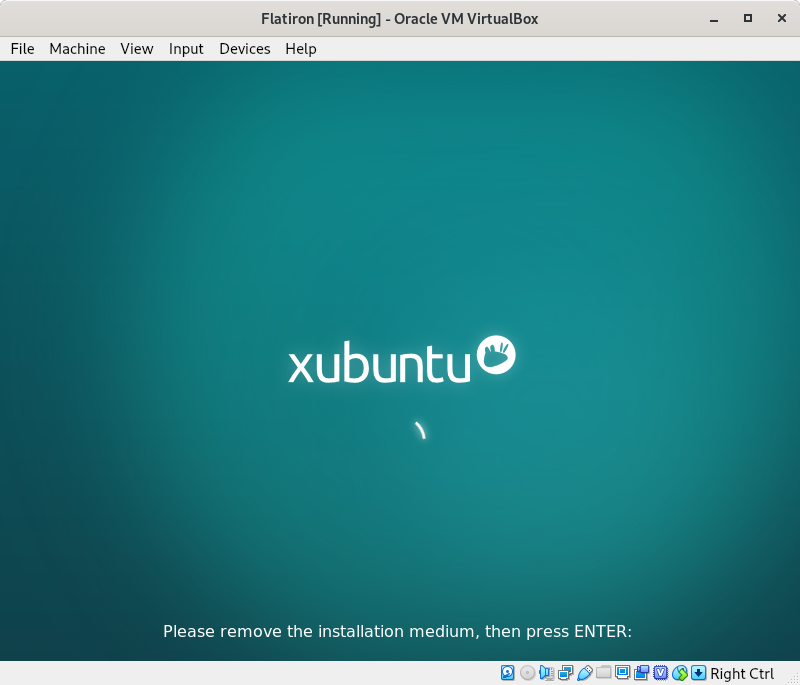 Flatiron [Running] - Oracle VM VirtualBox
File Machine View Input Devices Help
xubuntu
Please remove the installation medium, then press ENTER:
Right Ctrl